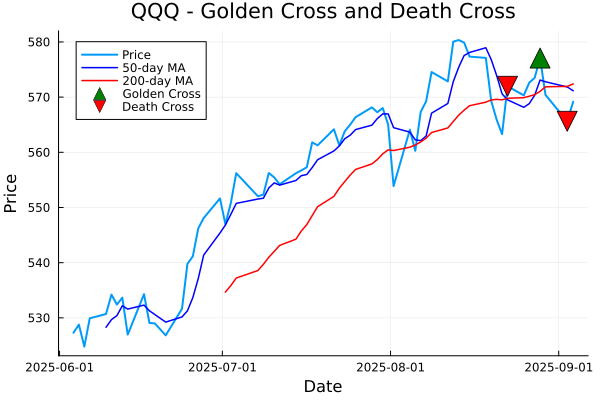 QQQ - Golden Cross and Death Cross
Price
50-day MA
200-day MA
Golden Cross
Death Cross
Price
580
570
560
550
540
530
2025-06-01
2025-07-01
2025-08-01
2025-09-01
Date